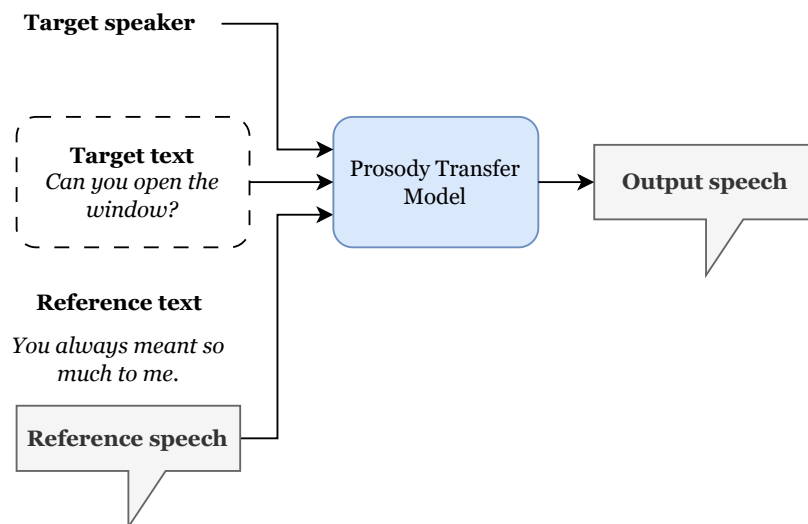 Target speaker
Target text
Can you open the
window?
Prosody Transfer
Model
Output speech
Reference text
You always meant so
much to me.
Reference speech